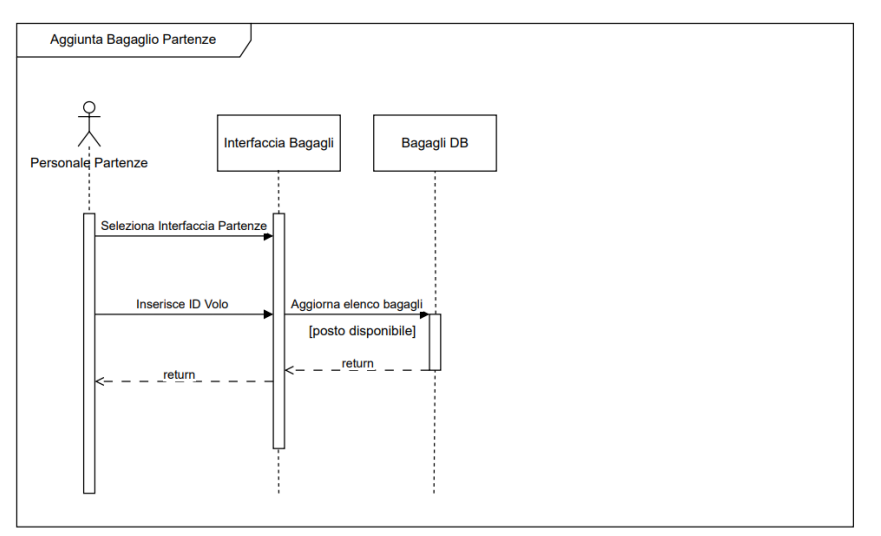 Aggiunta Bagaglio Partenze
Personale Partenze
Interfaccia Bagagli
Bagagli DB
Seleziona Interfaccia Partenze
Inserisce ID Volo
Aggiorna elenco bagagli
[posto disponibile]
return
return